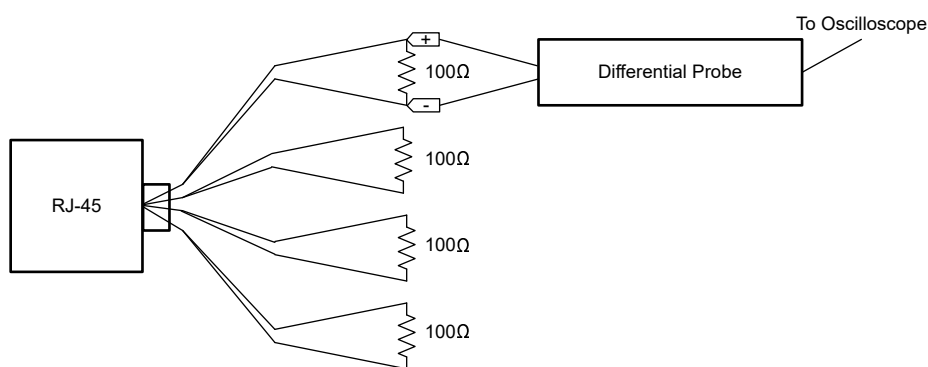 To Oscilloscope
+
100Ω
Differential Probe
-
100Ω
RJ-45
100Ω
100Ω